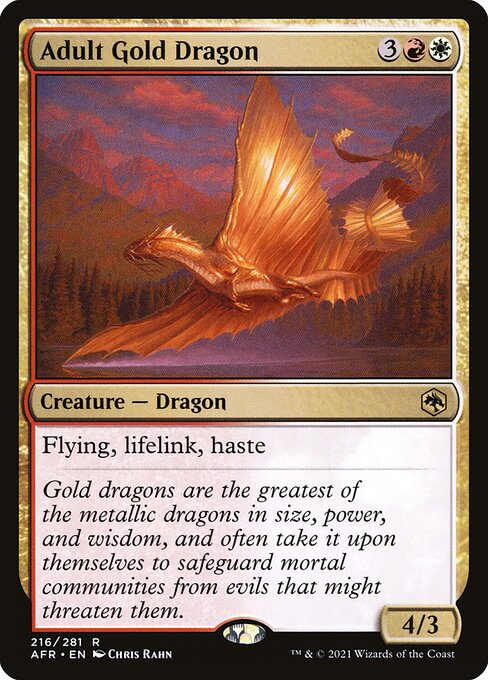 Adult Gold Dragon 3
Creature — Dragon
Flying, lifelink, haste
Gold dragons are the greatest of
the metallic dragons in size, power,
and wisdom, and often take it upon
themselves to safeguard mortal
communities from evils that might
threaten them.
4/3
216/281 R
AFR • EN Chris Rahn
™ & © 2021 Wizards of the Coast